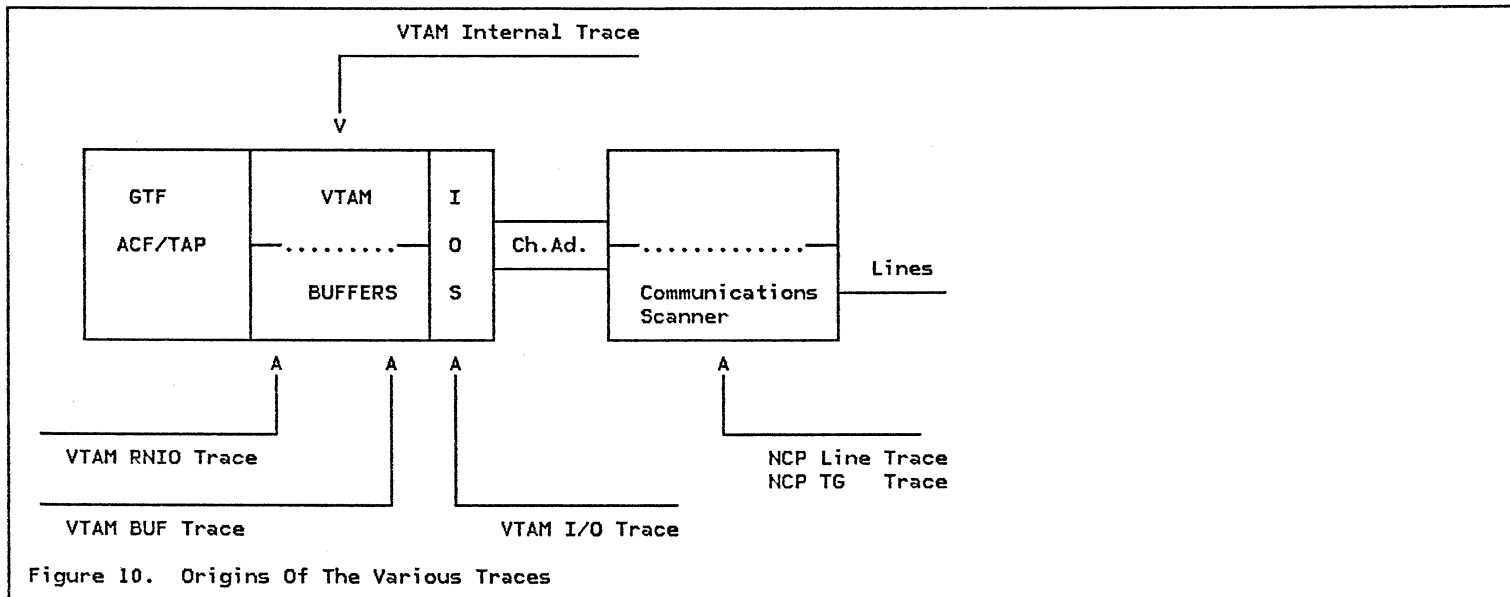 VTAM Internal Trace
V
GTF VTAM I
ACF/TAP ......... O Ch.Ad. .............
Lines
BUFFERS S Communications
Scanner
A A A A
VTAM RNIO Trace NCP Line Trace
NCP TG Trace
VTAM BUF Trace VTAM I/O Trace
Figure 10. Origins Of The Various Traces